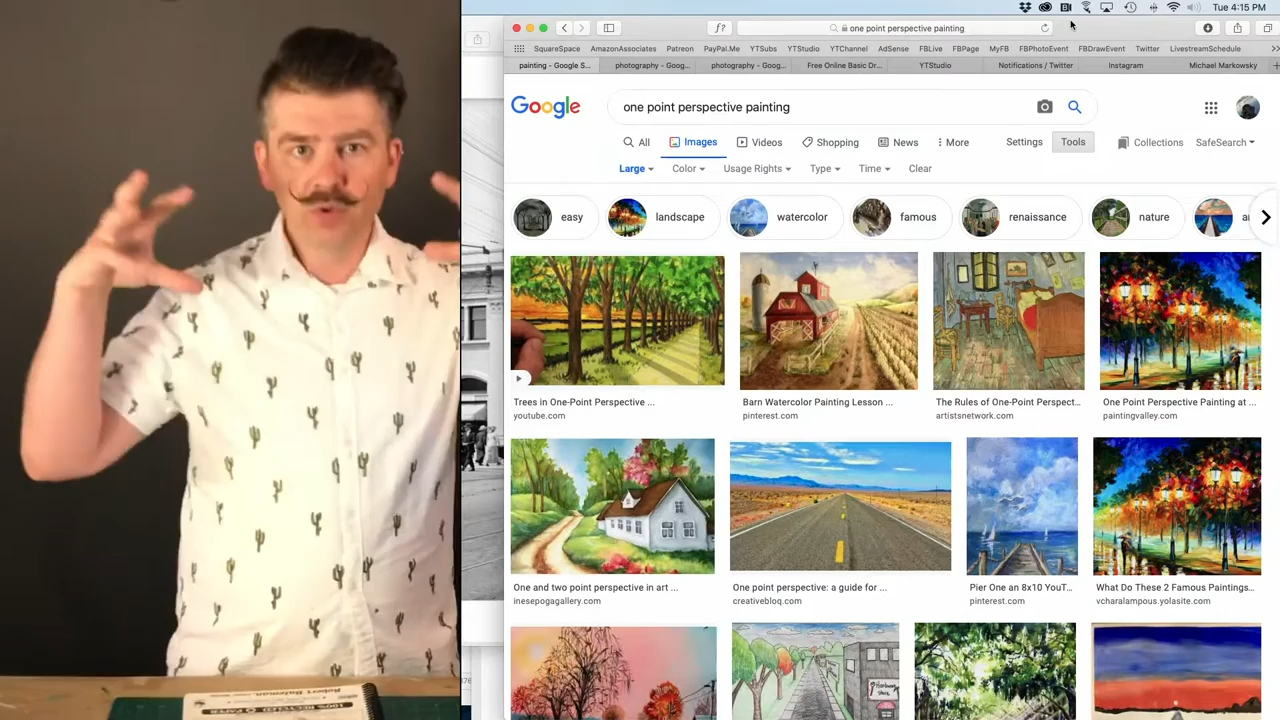 Tue 4:15 PM
one point perspective painting
SquareSpace AmazonAssociates Patreon PayPal.Me YTSubs YTStudio YTChannel AdSense FBLive FBPage MyFB FBPhotoEvent FBDrawEvent Twitter LivestreamSchedule
painting - Google S... photography - Goog... photography - Goog... Free Online Basic Dr... YTStudio Notifications / Twitter Instagram Michael Markowsky
Google one point perspective painting
All Images Videos Shopping News More Settings Tools Collections SafeSearch
Large Color Usage Rights Type Time Clear
easy landscape watercolor famous renaissance nature
Trees in One-Point Perspective ... Barn Watercolor Painting Lesson ... The Rules of One-Point Perspect... One Point Perspective Painting at ...
youtube.com pinterest.com artistsnetwork.com paintingvalley.com
One and two point perspective in art ... One point perspective: a guide for ... Pier One an 8x10 YouT... What Do These 2 Famous Paintings...
inesepogagallery.com creativebloq.com pinterest.com vcharalampous.yolasite.com
Robert Bateman
100% RECYCLED PAPER